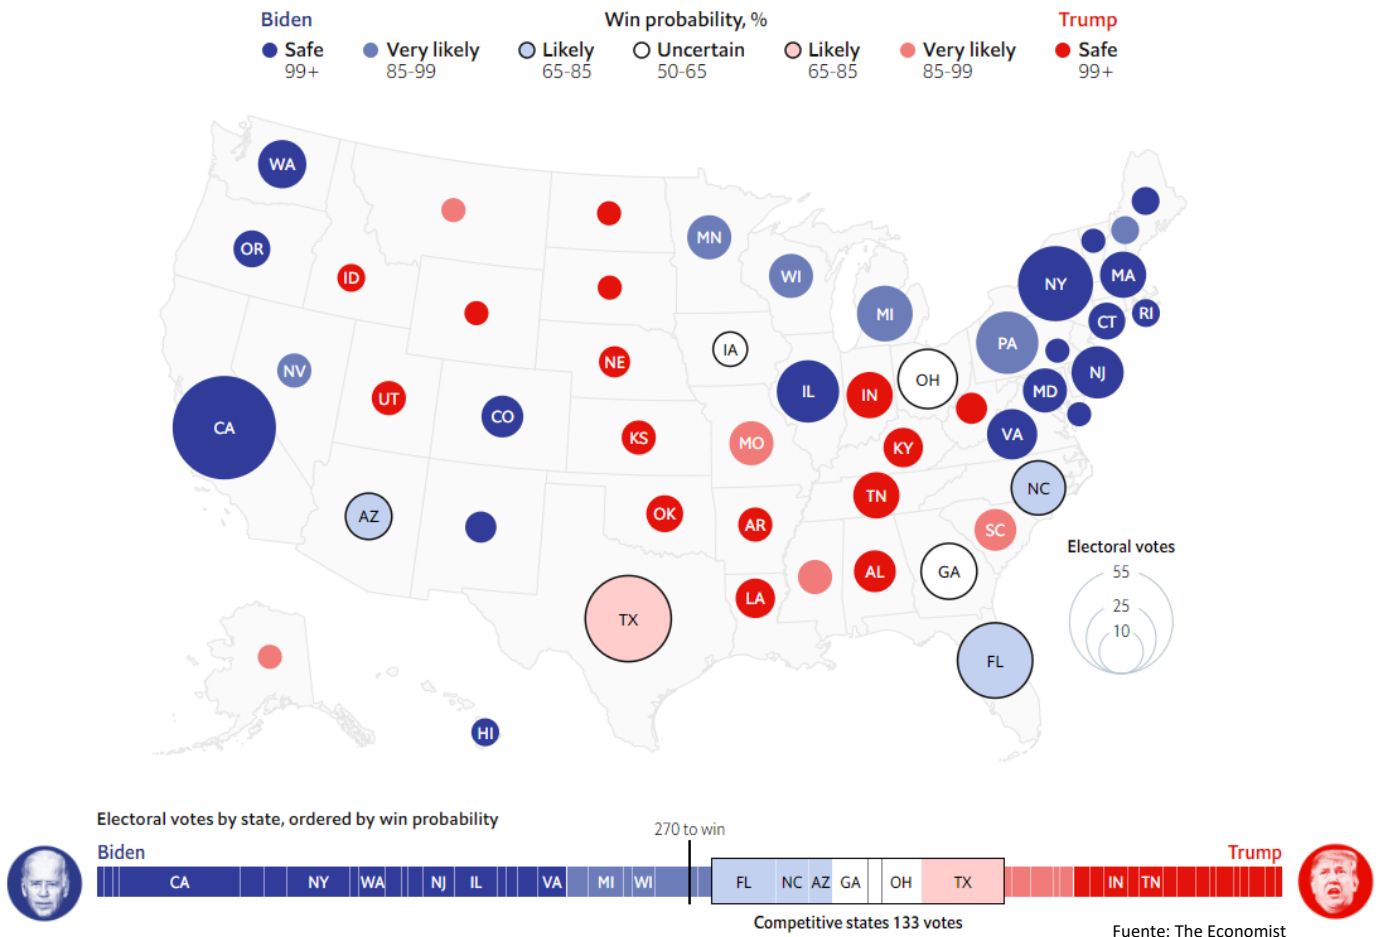 Biden
Win probability, %
Trump
Safe
99+
Very likely
85-99
Likely
65-85
Uncertain
50-65
Likely
65-85
Very likely
85-99
Safe
99+
WA
OR
ID
MN
WI
MI
NY
MA
CT
RI
PA
NJ
MD
VA
NV
CA
UT
CO
NE
KS
IA
IL
IN
OH
MO
KY
NC
AZ
OK
AR
TN
SC
GA
AL
LA
TX
FL
HI
Electoral votes
55
25
10
Electoral votes by state, ordered by win probability
270 to win
Biden
Trump
CA
NY
WA
NJ
IL
VA
MI
WI
FL
NC
AZ
GA
OH
TX
IN
TN
Competitive states 133 votes
Fuente: The Economist